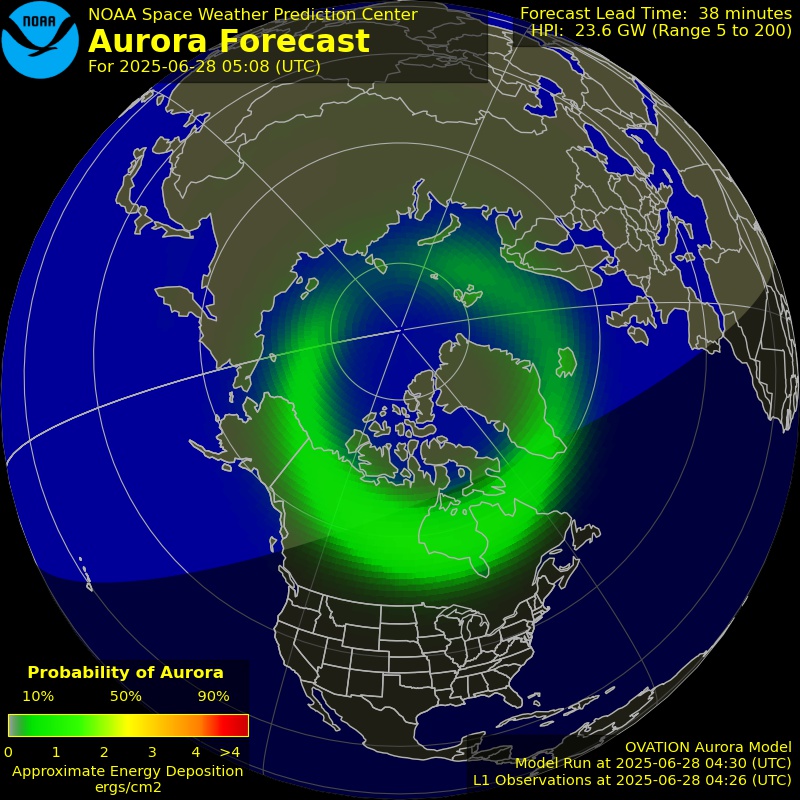 NOAA
NOAA Space Weather Prediction Center
Aurora Forecast
For 2025-06-28 05:08 (UTC)
Forecast Lead Time: 38 minutes
HPI: 23.6 GW (Range 5 to 200)
Probability of Aurora
10% 50% 90%
0 1 2 3 4 >4
Approximate Energy Deposition
ergs/cm2
OVATION Aurora Model
Model Run at 2025-06-28 04:30 (UTC)
L1 Observations at 2025-06-28 04:26 (UTC)